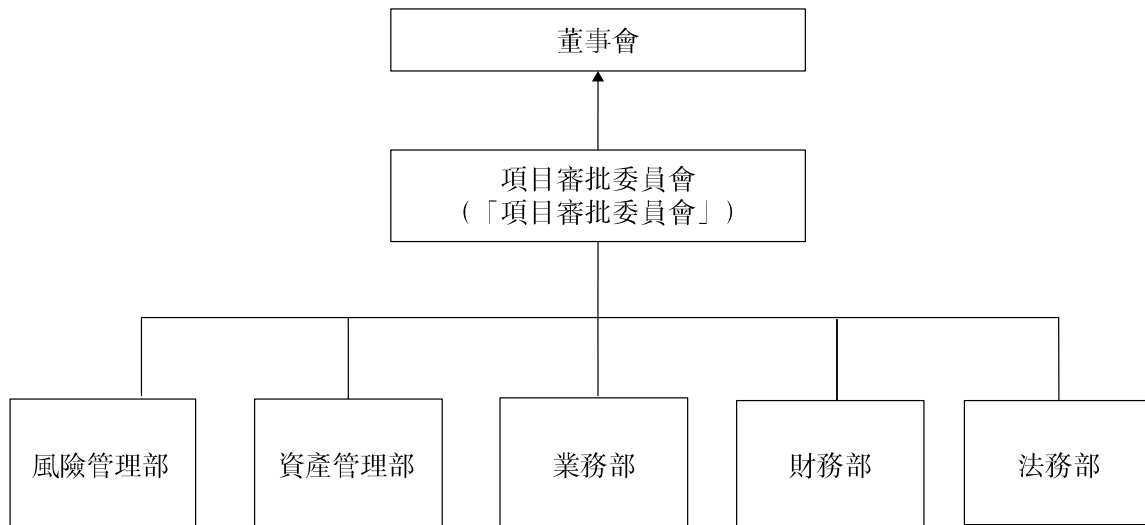 董事會
項目審批委員會
（「項目審批委員會」）
風險管理部
資產管理部
業務部
財務部
法務部